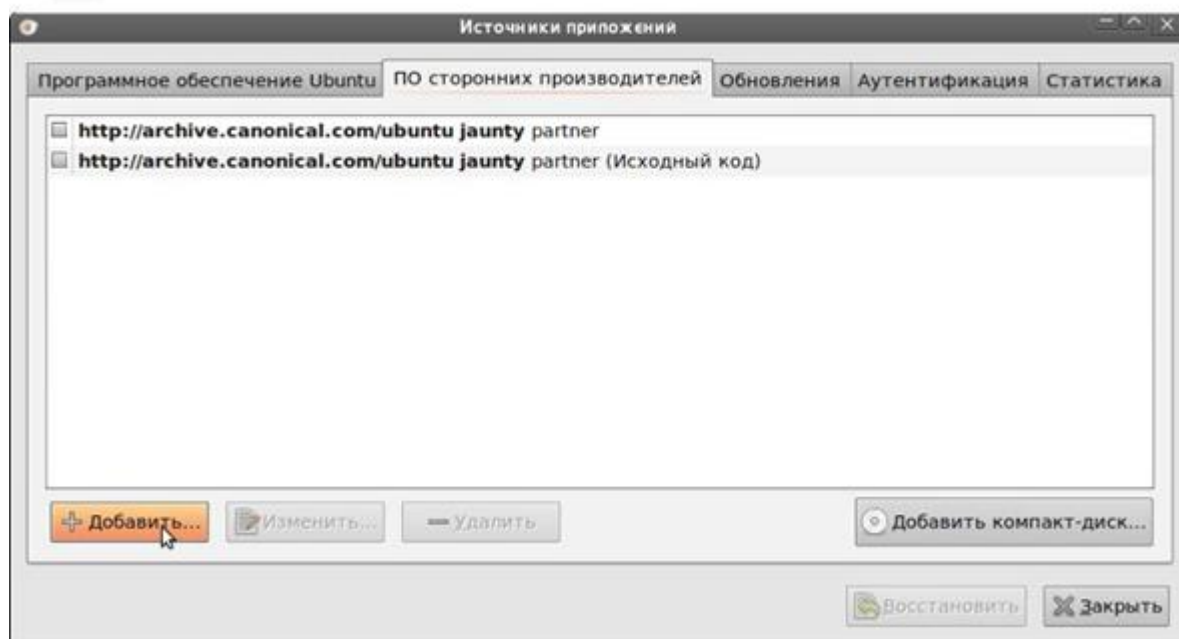 Источники приложений
Программное обеспечение Ubuntu ПО сторонних производителей Обновления Аутентификация Статистика
http://archive.canonical.com/ubuntu jaunty partner
http://archive.canonical.com/ubuntu jaunty partner (Исходный код)
Добавить... Изменить... Удалить Добавить компакт-диск...
Восстановить Закрыть